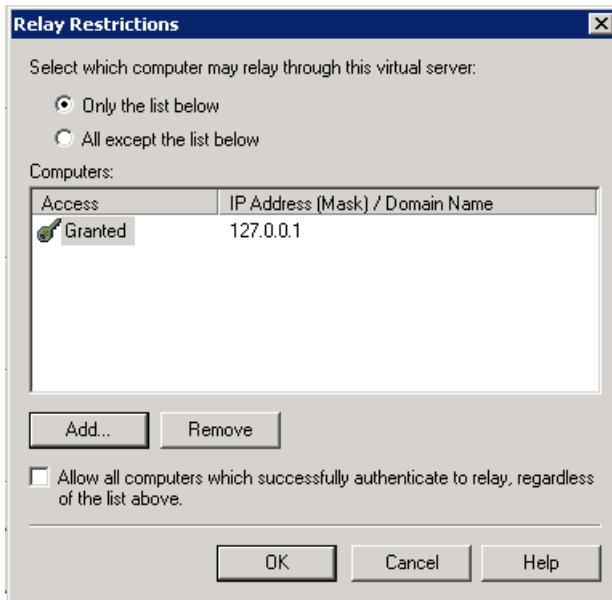 Relay Restrictions
Select which computer may relay through this virtual server:
Only the list below
All except the list below
Computers:
Access IP Address (Mask) / Domain Name
Granted 127.0.0.1
Add... Remove
Allow all computers which successfully authenticate to relay, regardless
of the list above.
OK Cancel Help